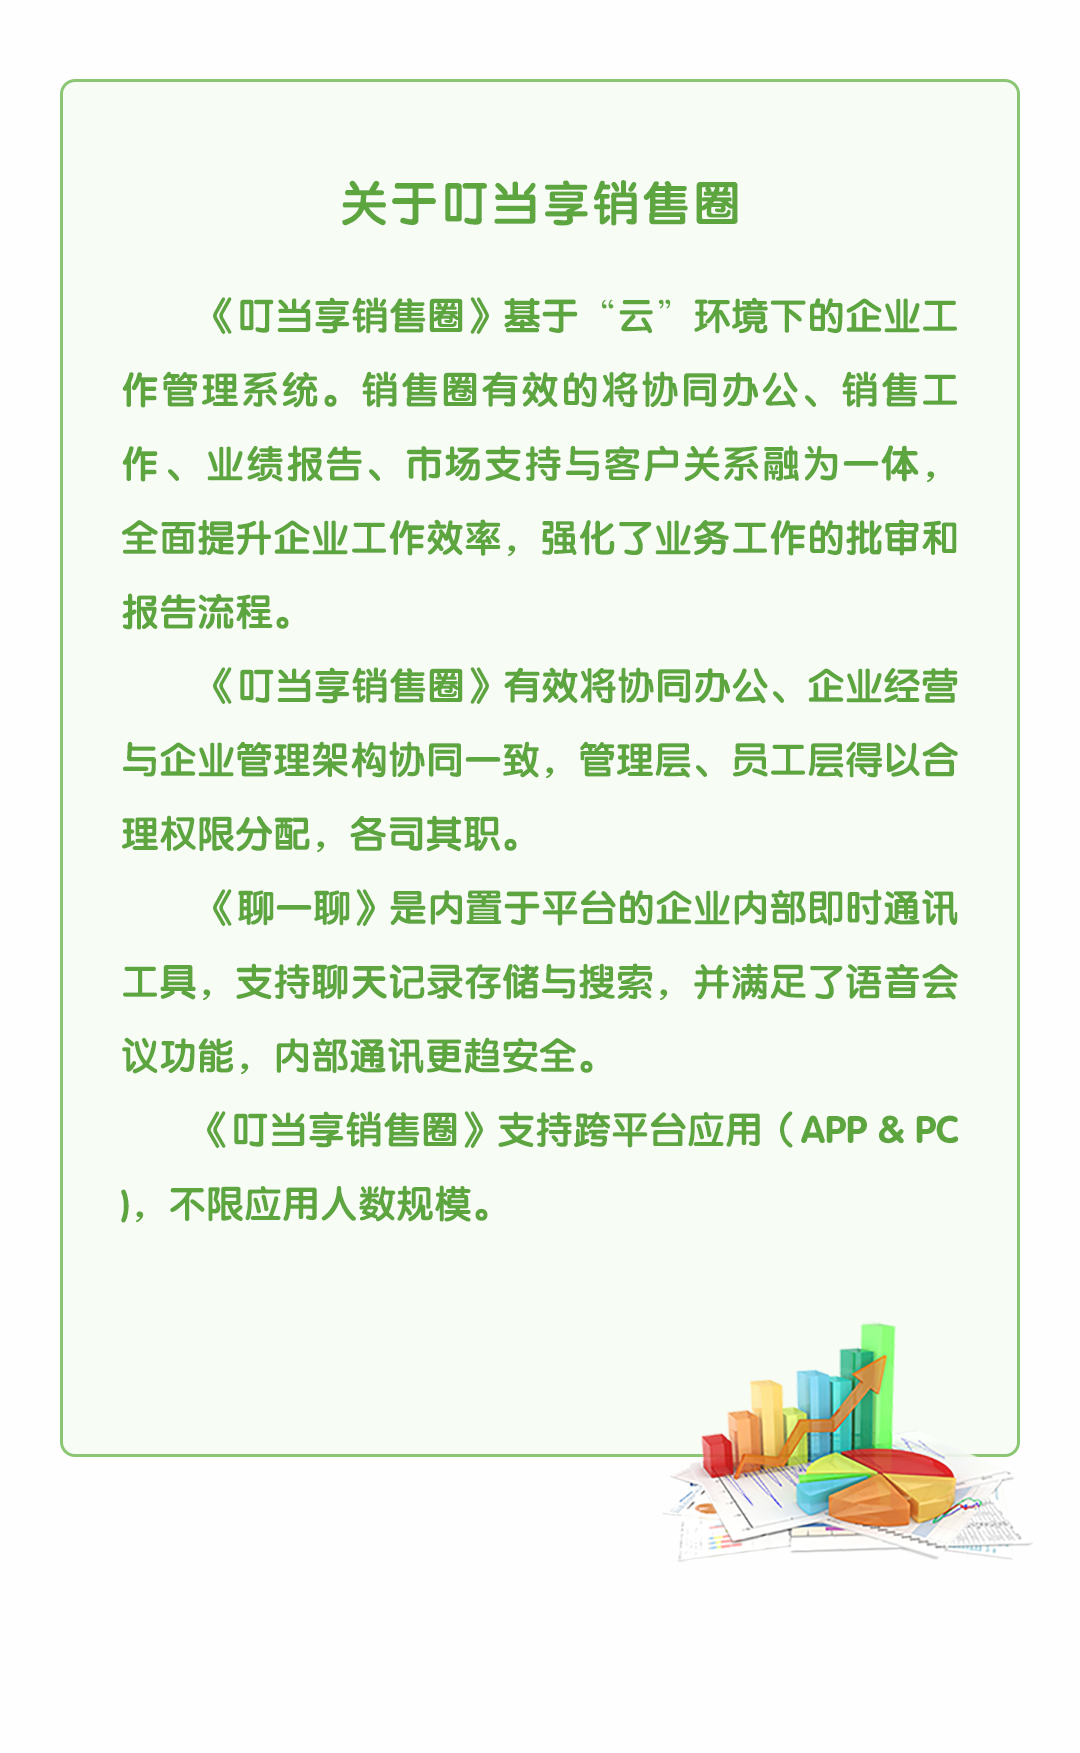 关于叮当享销售圈
《叮当享销售圈》基于“云”环境下的企业工
作管理系统。销售圈有效的将协同办公、销售工
作、业绩报告、市场支持与客户关系融为一体，
全面提升企业工作效率，强化了业务工作的批审和
报告流程。
《叮当享销售圈》有效将协同办公、企业经营
与企业管理架构协同一致，管理层、员工层得以合
理权限分配，各司其职。
《聊一聊》是内置于平台的企业内部即时通讯
工具，支持聊天记录存储与搜索，并满足了语音会
议功能，内部通讯更趋安全。
《叮当享销售圈》支持跨平台应用（APP & PC
)，不限应用人数规模。